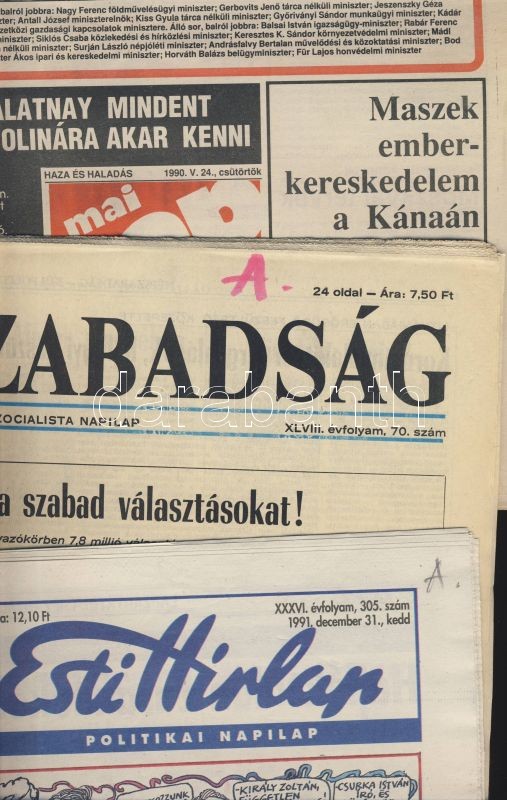 balról jobbra: Nagy Ferenc földművelésügyi miniszter; Gerbovits Jenő tárca nélküli miniszter; Jeszenszky Géza
Antall József miniszterelnök; Kiss Gyula tárca nélküli miniszter; Győriványi Sándor munkaügyi miniszter; Kádár
zetközi gazdasági kapcsolatok minisztere. Álló sor, balról jobbra: Balsai István igazságügy-miniszter; Rabár Ferenc
miniszter; Siklós Csaba közlekedési és hírközlési miniszter; Keresztes K. Sándor környezetvédelmi miniszter; Mádl
nélküli miniszter; Surján László népjóléti miniszter; Andrásfalvy Bertalan művelődési és közoktatási miniszter; Bod
ter Ákos ipari és kereskedelmi miniszter; Horváth Balázs belügyminiszter; Für Lajos honvédelmi miniszter
ALATNAY MINDENT
OLINÁRA AKAR KENNI
HAZA ÉS HALADÁS
1990. V. 24., csütörtök
mai
Maszek
ember-
kereskedelem
a Kánaán
A.
24 oldal – Ára: 7,50 Ft
ZABADSÁG
darabanth
ZOCIALISTA NAPILAP
XLVIII. évfolyam, 70. szám
a szabad választásokat!
vazókörben 7,8 millió
A.
a: 12,10 Ft
XXXVI. évfolyam, 305. szám
1991. december 31., kedd
Esti Hírlap
POLITIKAI NAPILAP
KIRÁLY ZOLTÁN,
FÜGGETLEN
CSURKA ISTVÁN
ÍRÓ, ÉS